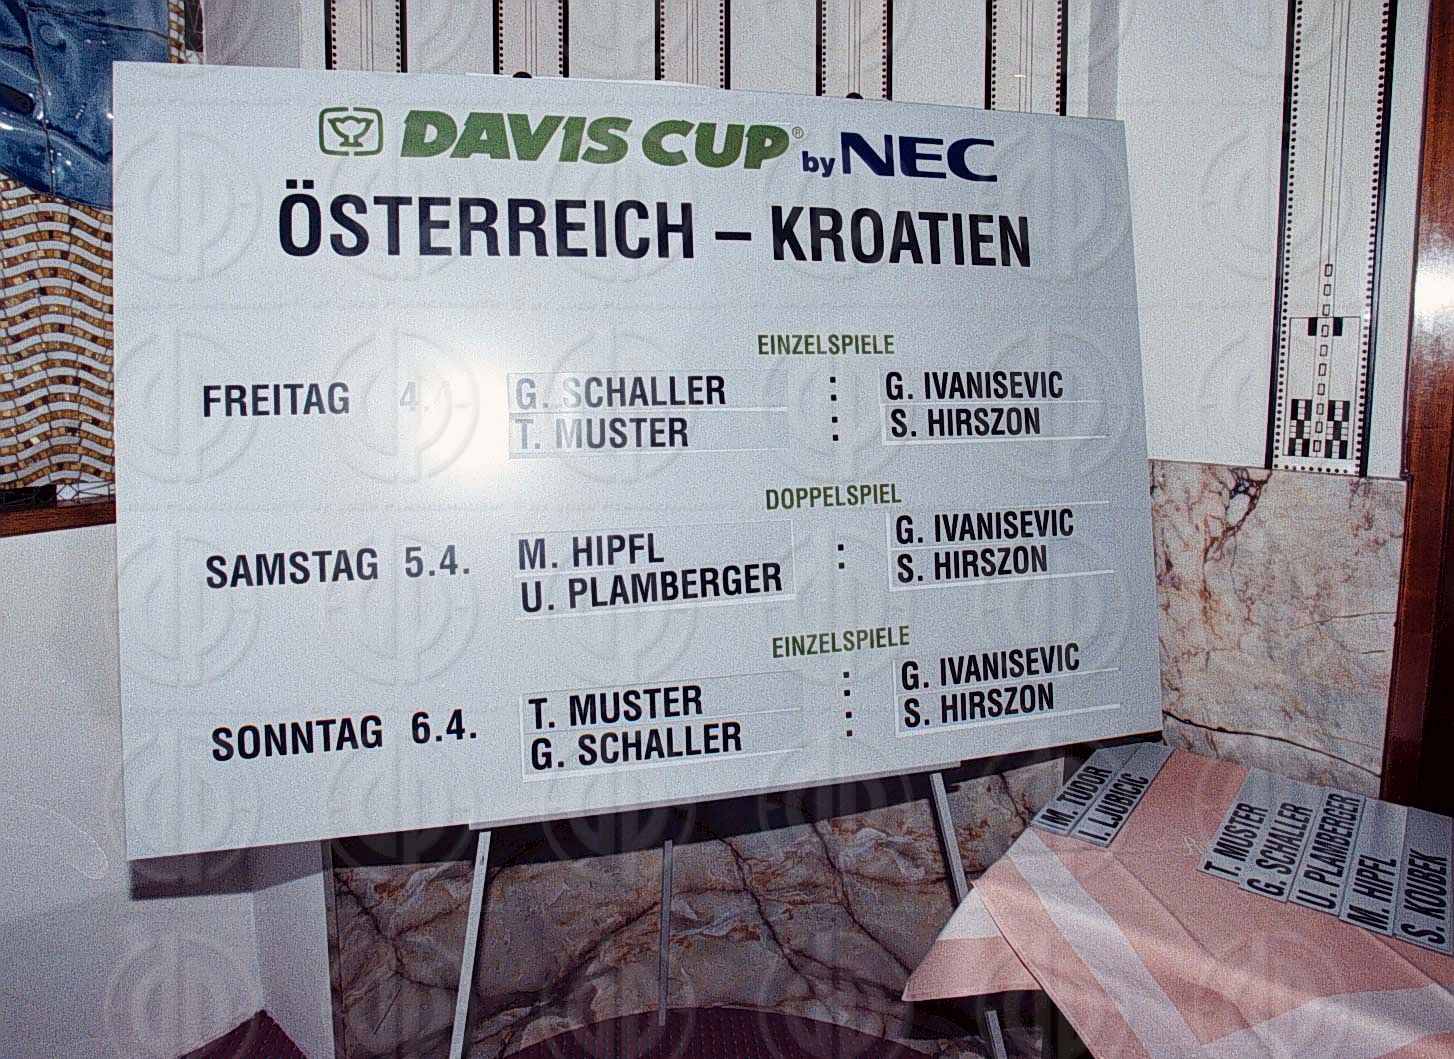 DAVIS CUP® by NEC
ÖSTERREICH – KROATIEN
EINZELSPIELE
FREITAG 4. G. SCHALLER : G. IVANISEVIC
T. MUSTER : S. HIRSZON
DOPPELSPIEL
SAMSTAG 5.4. M. HIPFL : G. IVANISEVIC
U. PLAMBERGER S. HIRSZON
EINZELSPIELE
SONNTAG 6.4. T. MUSTER : G. IVANISEVIC
G. SCHALLER : S. HIRSZON
M. TUDOR
I. LJUBICIC
T. MUSTER
G. SCHALLER
U. PLAMBERGER
M. HIPFL
S. KOUBEK